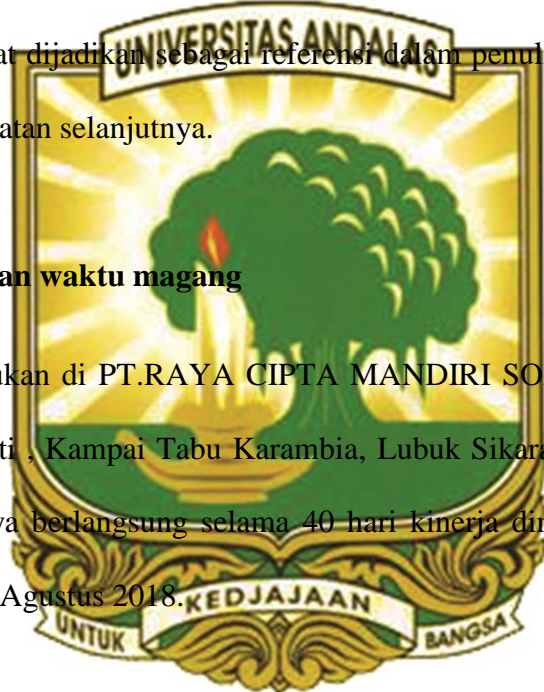 UNIVERSITAS ANDALAS
at dijadikan sebagai referensi dalam penul
atan selanjutnya.
an waktu magang
ukan di PT.RAYA CIPTA MANDIRI SO
ti , Kampai Tabu Karambia, Lubuk Sikara
ya berlangsung selama 40 hari kinerja di
Agustus 2018.
KEDJAJAAN
UNTUK BANGSA